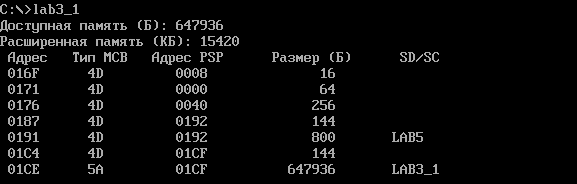 C:\>lab3_1
Доступная память (Б): 647936
Расширенная память (КБ): 15420
Адрес Тип MCB Адрес PSP Размер (Б) SD/SC
016F 4D 0008 16
0171 4D 0000 64
0176 4D 0040 256
0187 4D 0192 144
0191 4D 0192 800 LAB5
01C4 4D 01CF 144
01CE 5A 01CF 647936 LAB3_1